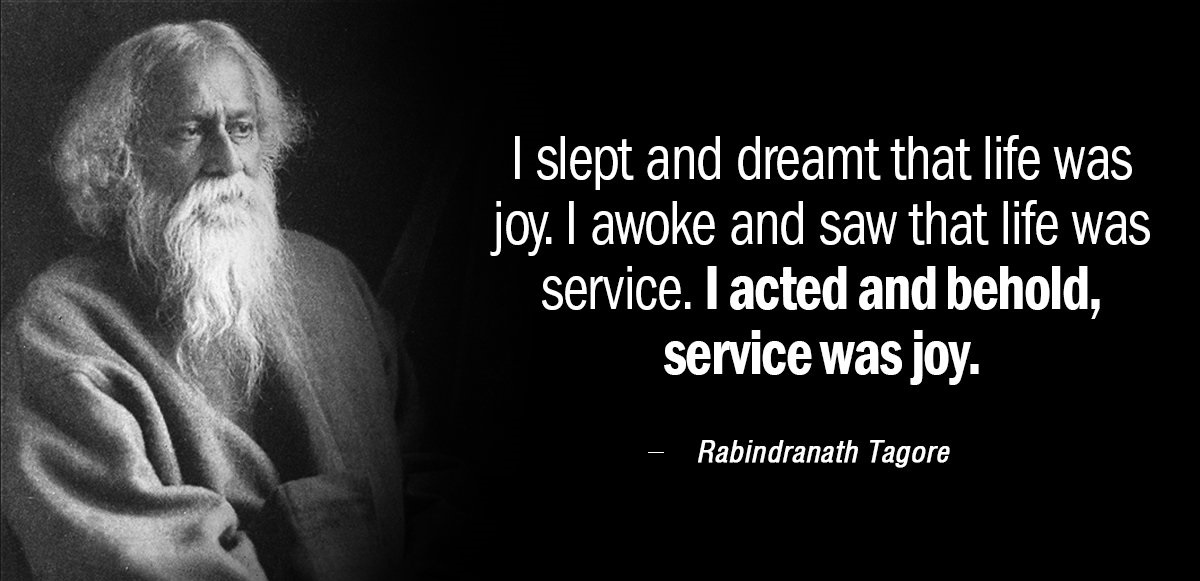 I slept and dreamt that life was
joy. I awoke and saw that life was
service. I acted and behold,
service was joy.
— Rabindranath Tagore